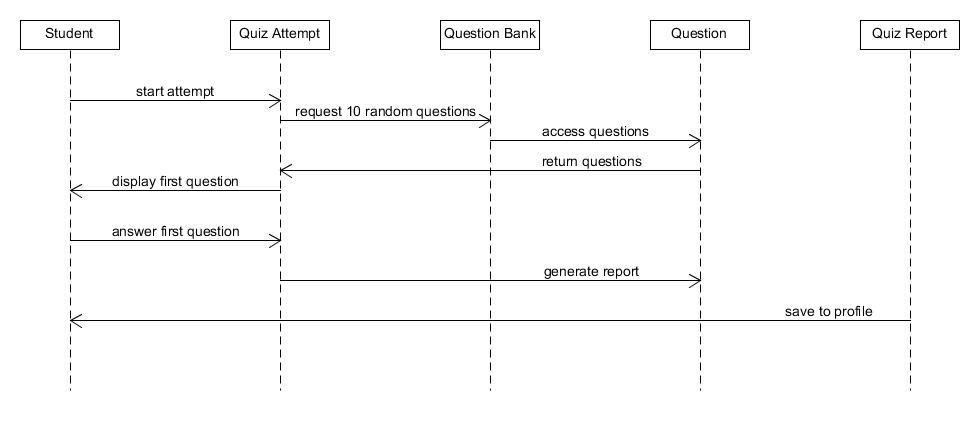 Student
Quiz Attempt
Question Bank
Question
Quiz Report
start attempt
request 10 random questions
access questions
return questions
display first question
answer first question
generate report
save to profile